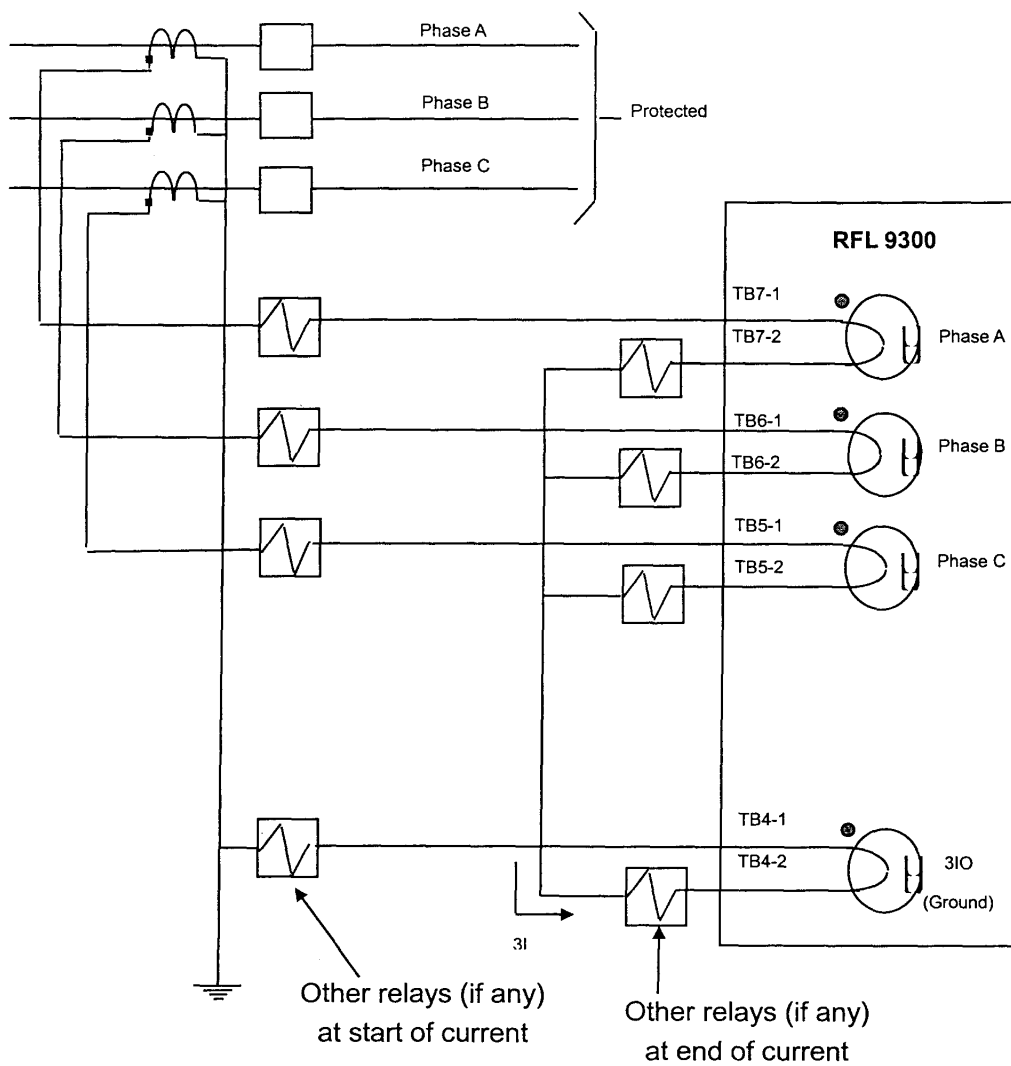 Phase A
Phase B
Protected
Phase C
RFL 9300
TB7-1
TB7-2
Phase A
TB6-1
Phase B
TB6-2
TB5-1
TB5-2
Phase C
TB4-1
TB4-2
3IO
(Ground)
3I
Other relays (if any)
at start of current
Other relays (if any)
at end of current